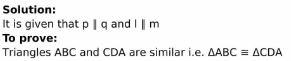 Solution:
It is given that p ∥ q and l ∥ m
To prove:
Triangles ABC and CDA are similar i.e. ΔABC ≅ ΔCDA